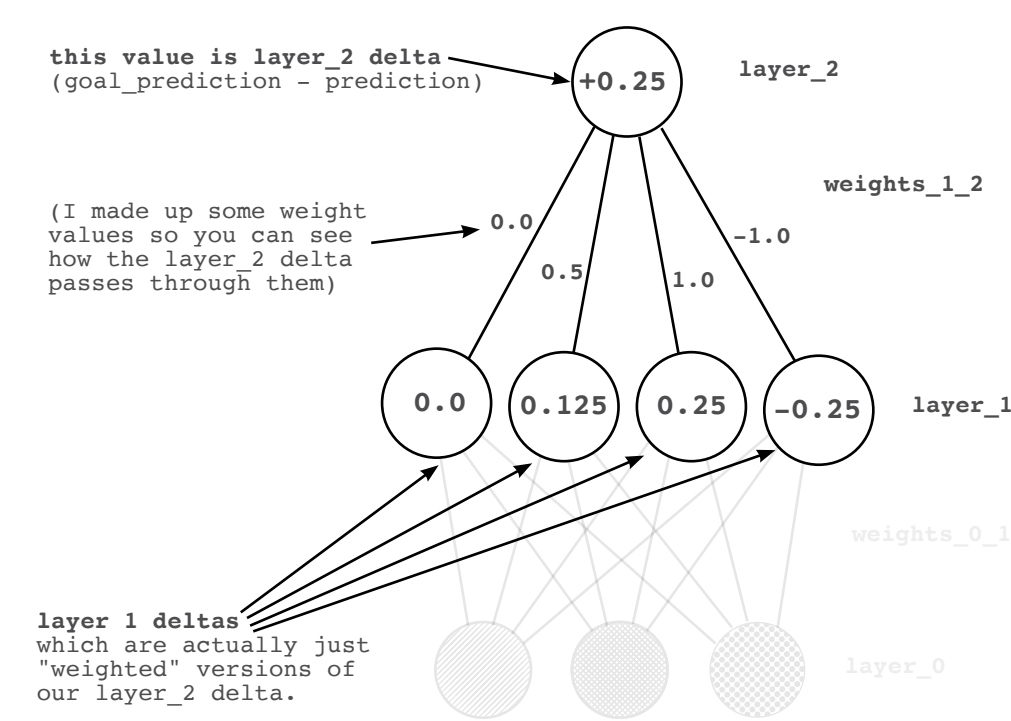 this value is layer_2 delta
(goal_prediction - prediction)
+0.25
layer_2
weights_1_2
(I made up some weight
values so you can see
how the layer_2 delta
passes through them)
0.0
0.5
1.0
-1.0
0.0
0.125
0.25
-0.25
layer_1
weights_0_1
layer 1 deltas
which are actually just
"weighted" versions of
our layer_2 delta.
layer_0